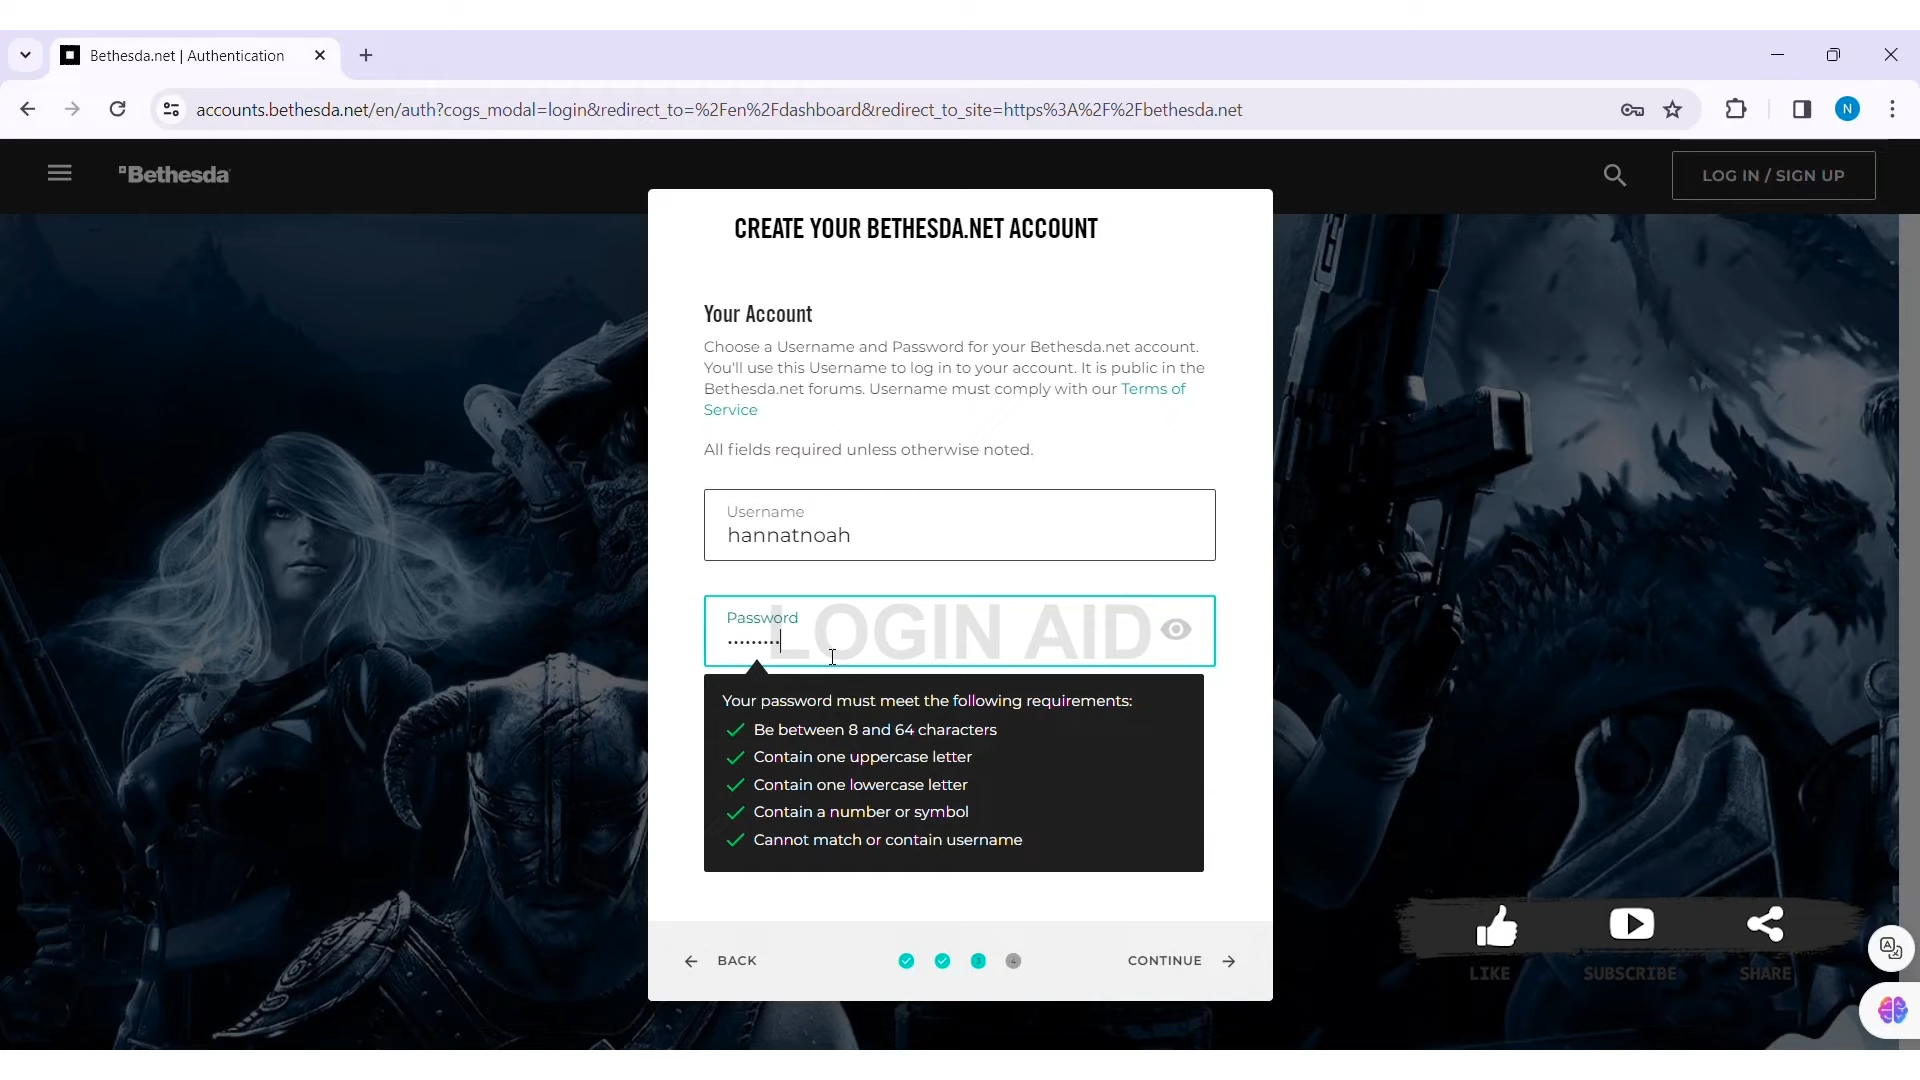 Bethesda.net | Authentication
accounts.bethesda.net/en/auth?cogs_modal=login&redirect_to=%2Fen%2Fdashboard&redirect_to_site=https%3A%2F%2Fbethesda.net
N
Bethesda
LOG IN / SIGN UP
CREATE YOUR BETHESDA.NET ACCOUNT
Your Account
Choose a Username and Password for your Bethesda.net account.
You'll use this Username to log in to your account. It is public in the
Bethesda.net forums. Username must comply with our Terms of
Service
All fields required unless otherwise noted.
Username
hannatnoah
Password
LOGIN AID
Your password must meet the following requirements:
Be between 8 and 64 characters
Contain one uppercase letter
Contain one lowercase letter
Contain a number or symbol
Cannot match or contain username
BACK
3
4
CONTINUE
LIKE
SUBSCRIBE
SHARE